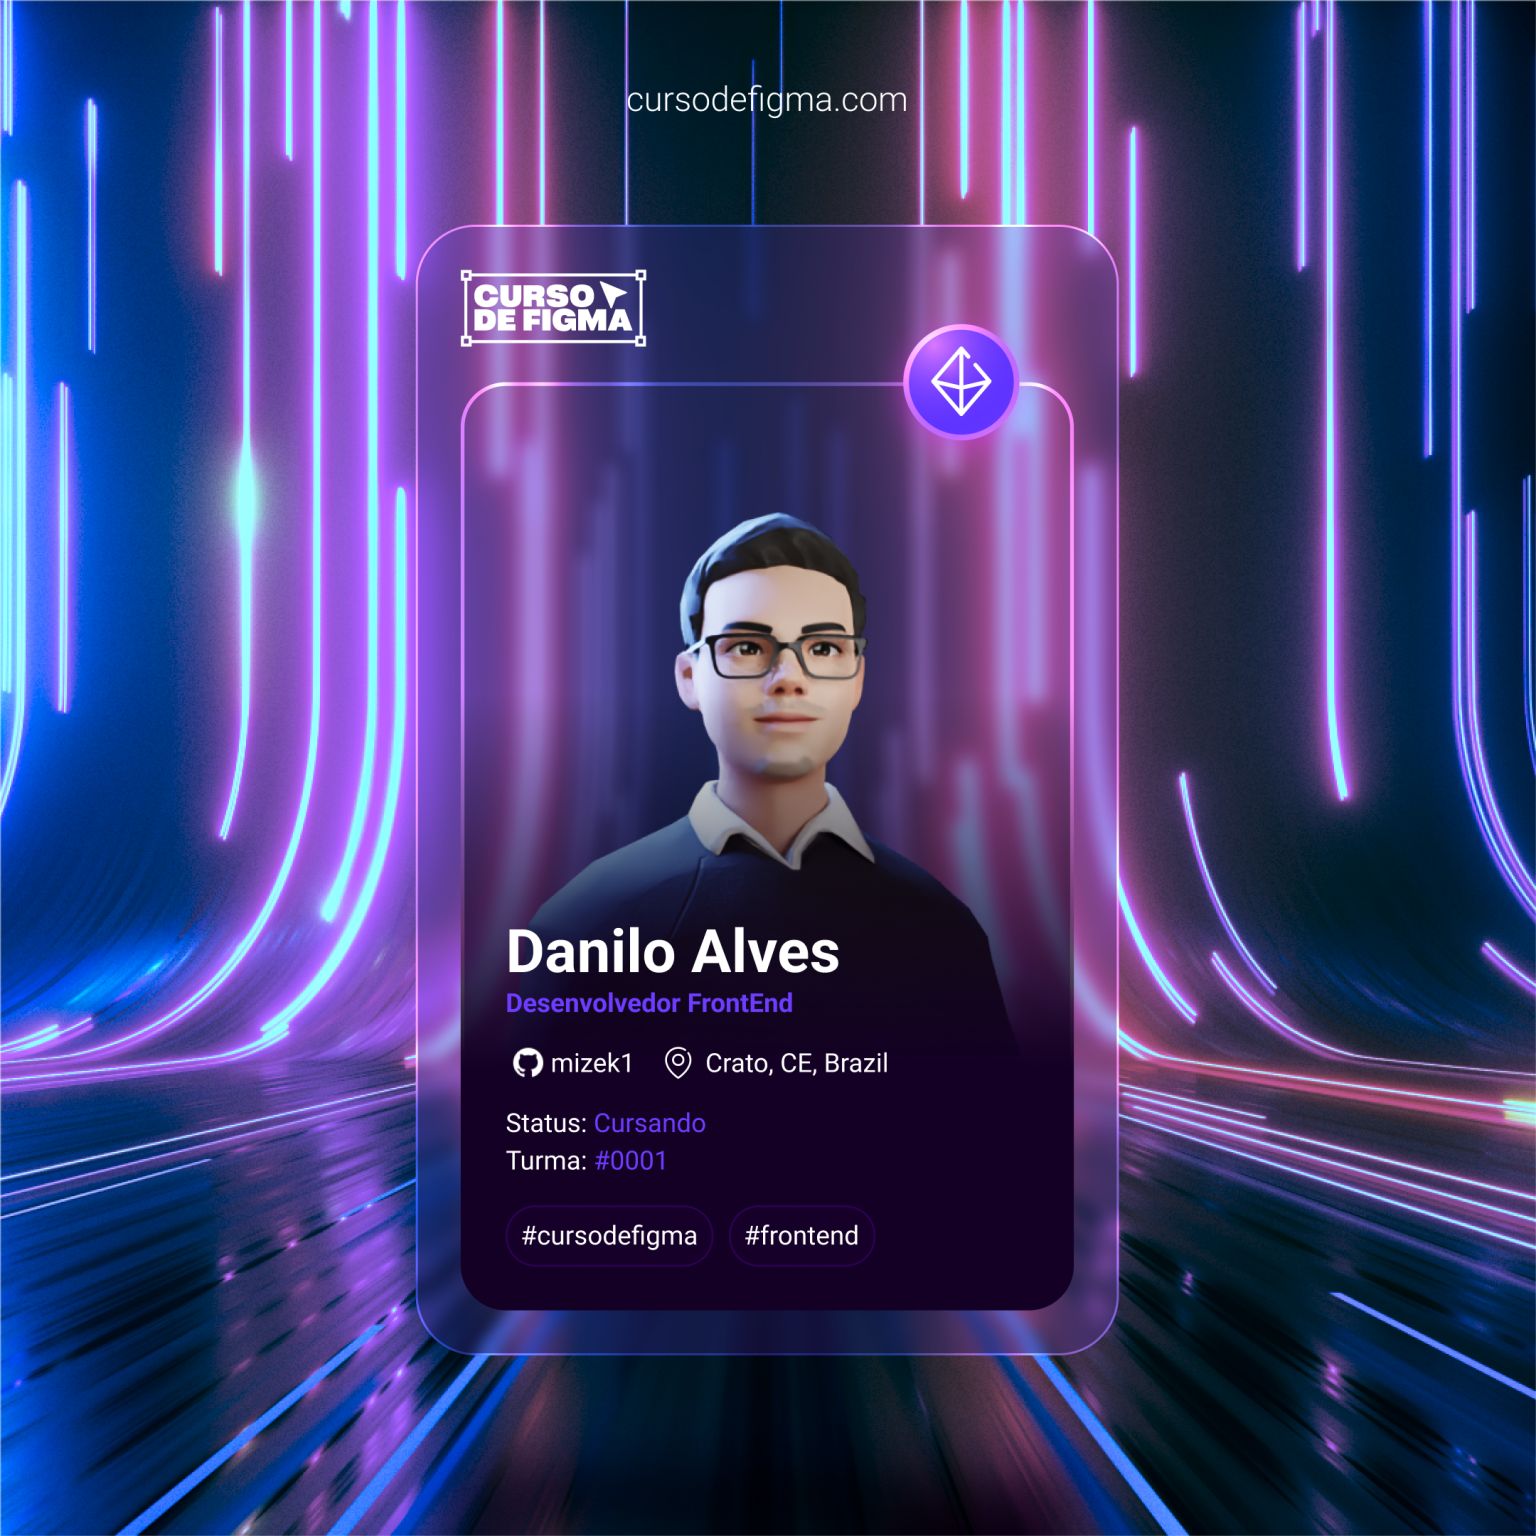 cursodefigma.com
CURSO
DE FIGMA
Danilo Alves
Desenvolvedor FrontEnd
mizek1 Crato, CE, Brazil
Status: Cursando
Turma: #0001
#cursodefigma #frontend